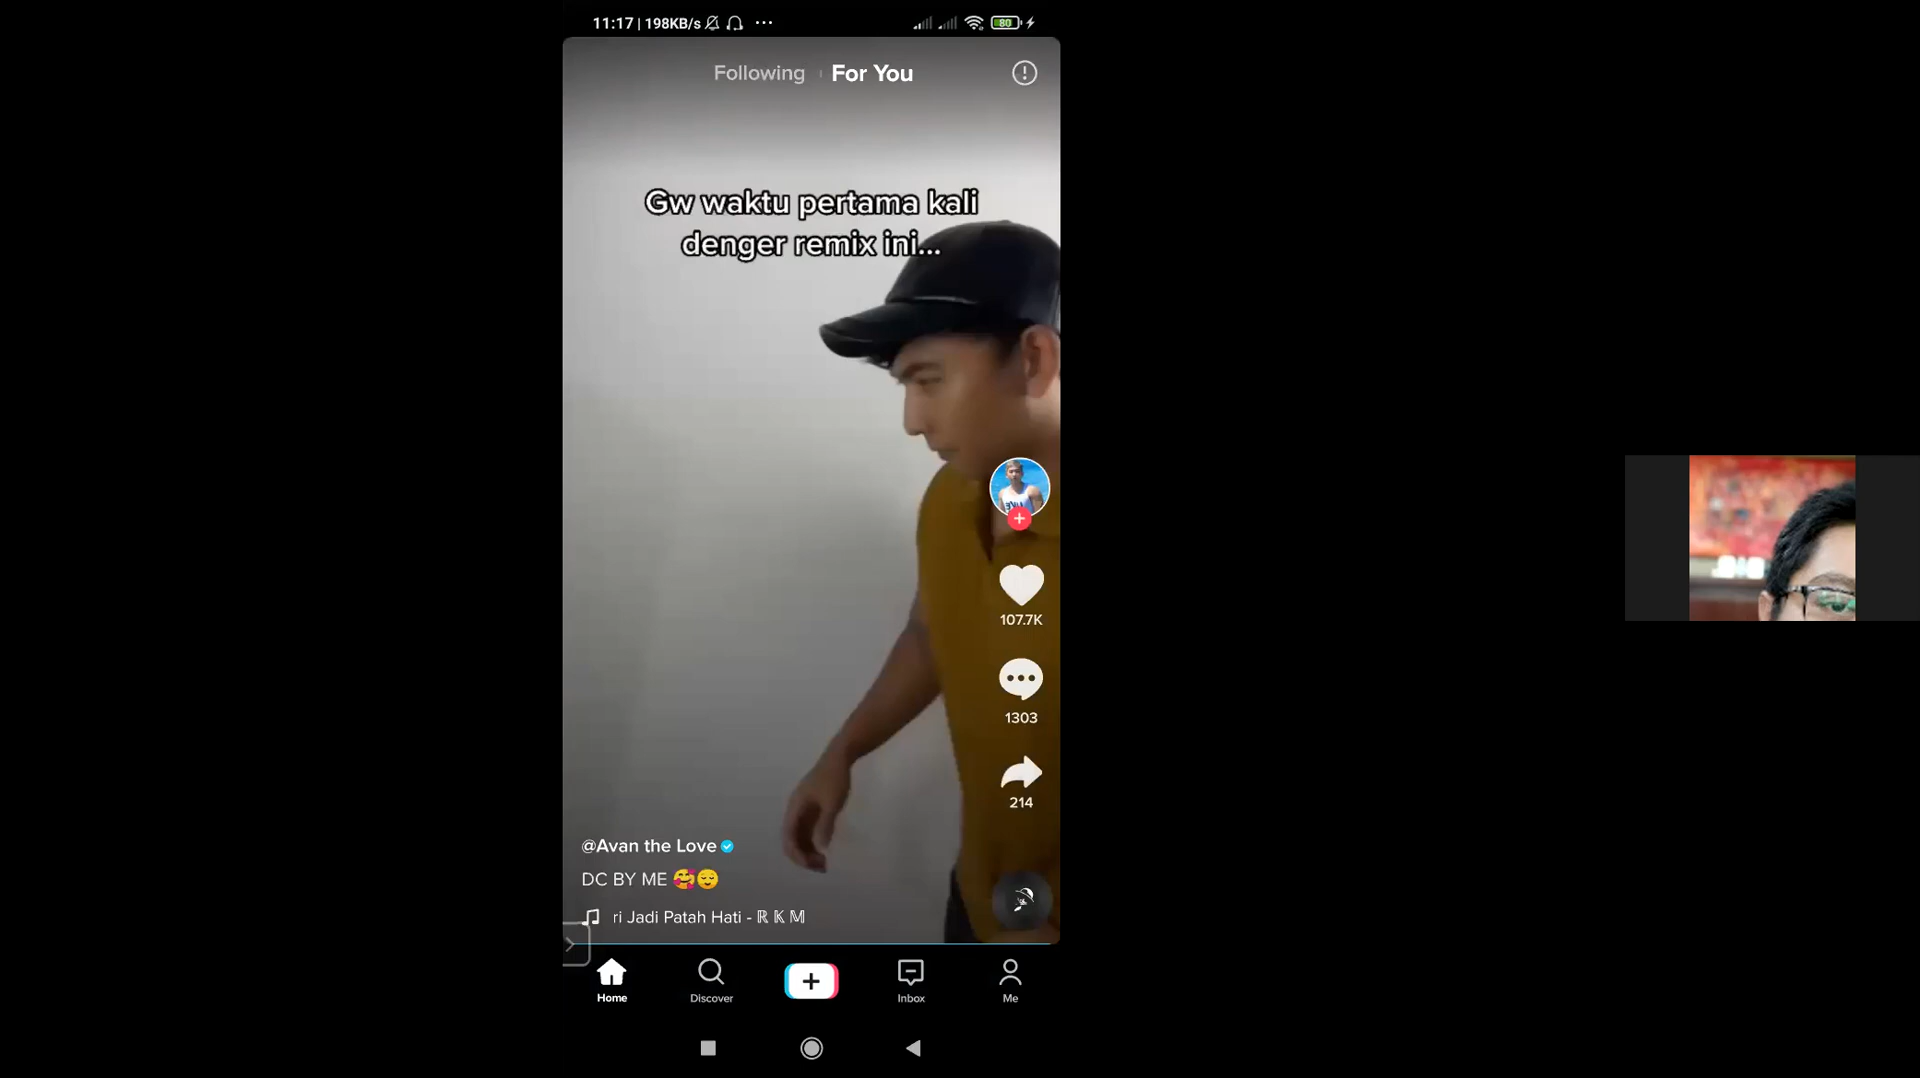 11:17 | 198KB/s
80
Following
For You
Gw waktu pertama kali
denger remix ini...
107.7K
1303
214
@Avan the Love
DC BY ME 🥰😌
ri Jadi Patah Hati - ℝ 𝕂 𝕄
Home
Discover
Inbox
Me